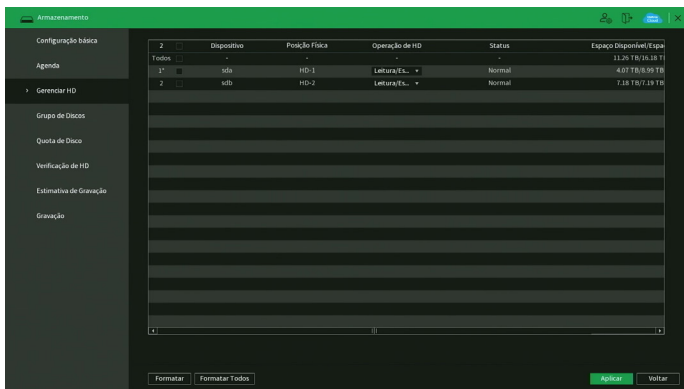 Armazenamento
Configuração básica
Agenda
Gerenciar HD
Grupo de Discos
Quota de Disco
Verificação de HD
Estimativa de Gravação
Gravação
2 Dispositivo Posição Física Operação de HD Status Espaço Disponível/Espa
Todos - - - - 11.26 TB/16.18 T
1* sda HD-1 Leitura/Es... Normal 4.07 TB/8.99 TB
2 sdb HD-2 Leitura/Es... Normal 7.18 TB/7.19 TB
Formatar Formatar Todos Aplicar Voltar